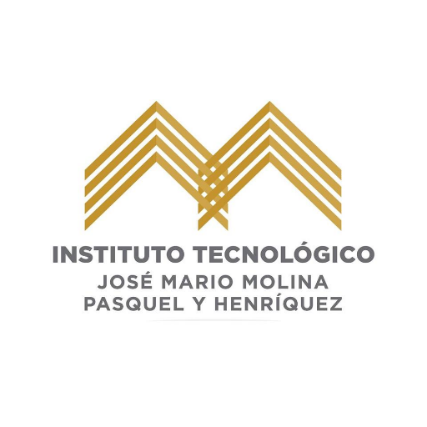 INSTITUTO TECNOLÓGICO
JOSÉ MARIO MOLINA
PASQUEL Y HENRÍQUEZ